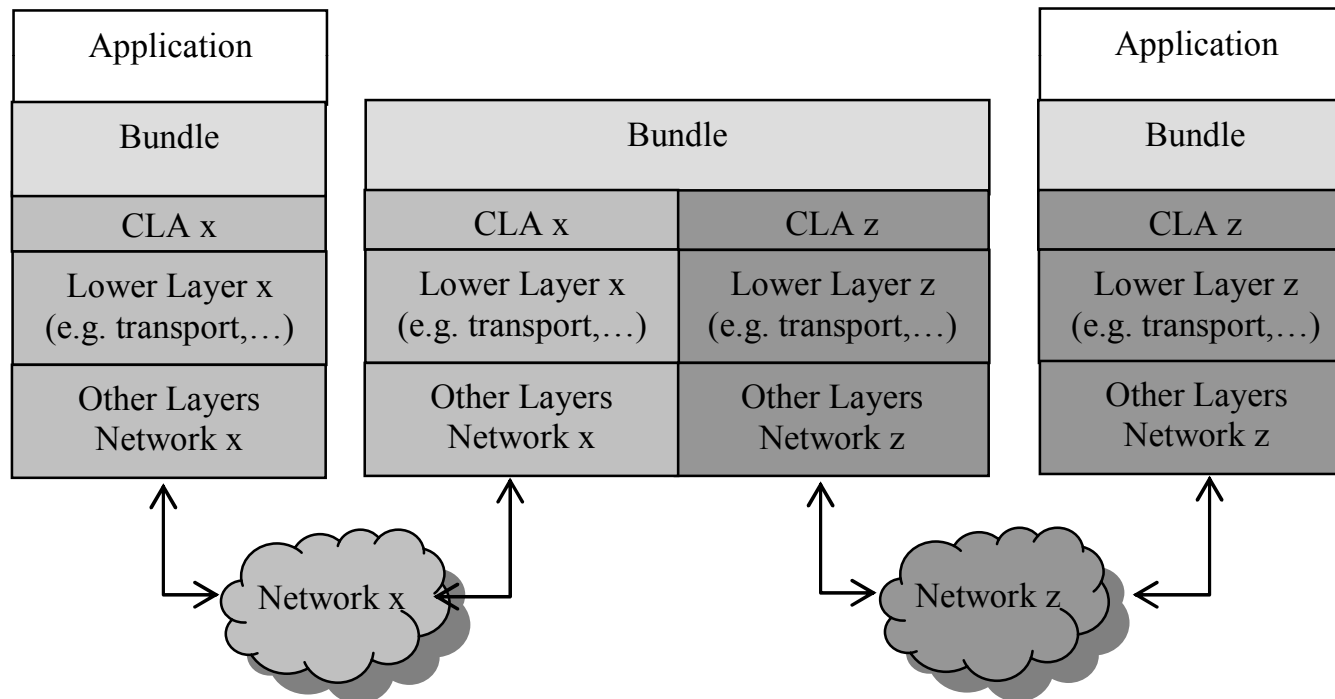 Application
Bundle
CLA x
Lower Layer x
(e.g. transport,…)
Other Layers
Network x
Bundle
CLA x
Lower Layer x
(e.g. transport,…)
Other Layers
Network x
CLA z
Lower Layer z
(e.g. transport,…)
Other Layers
Network z
Application
Bundle
CLA z
Lower Layer z
(e.g. transport,…)
Other Layers
Network z
Network x
Network z